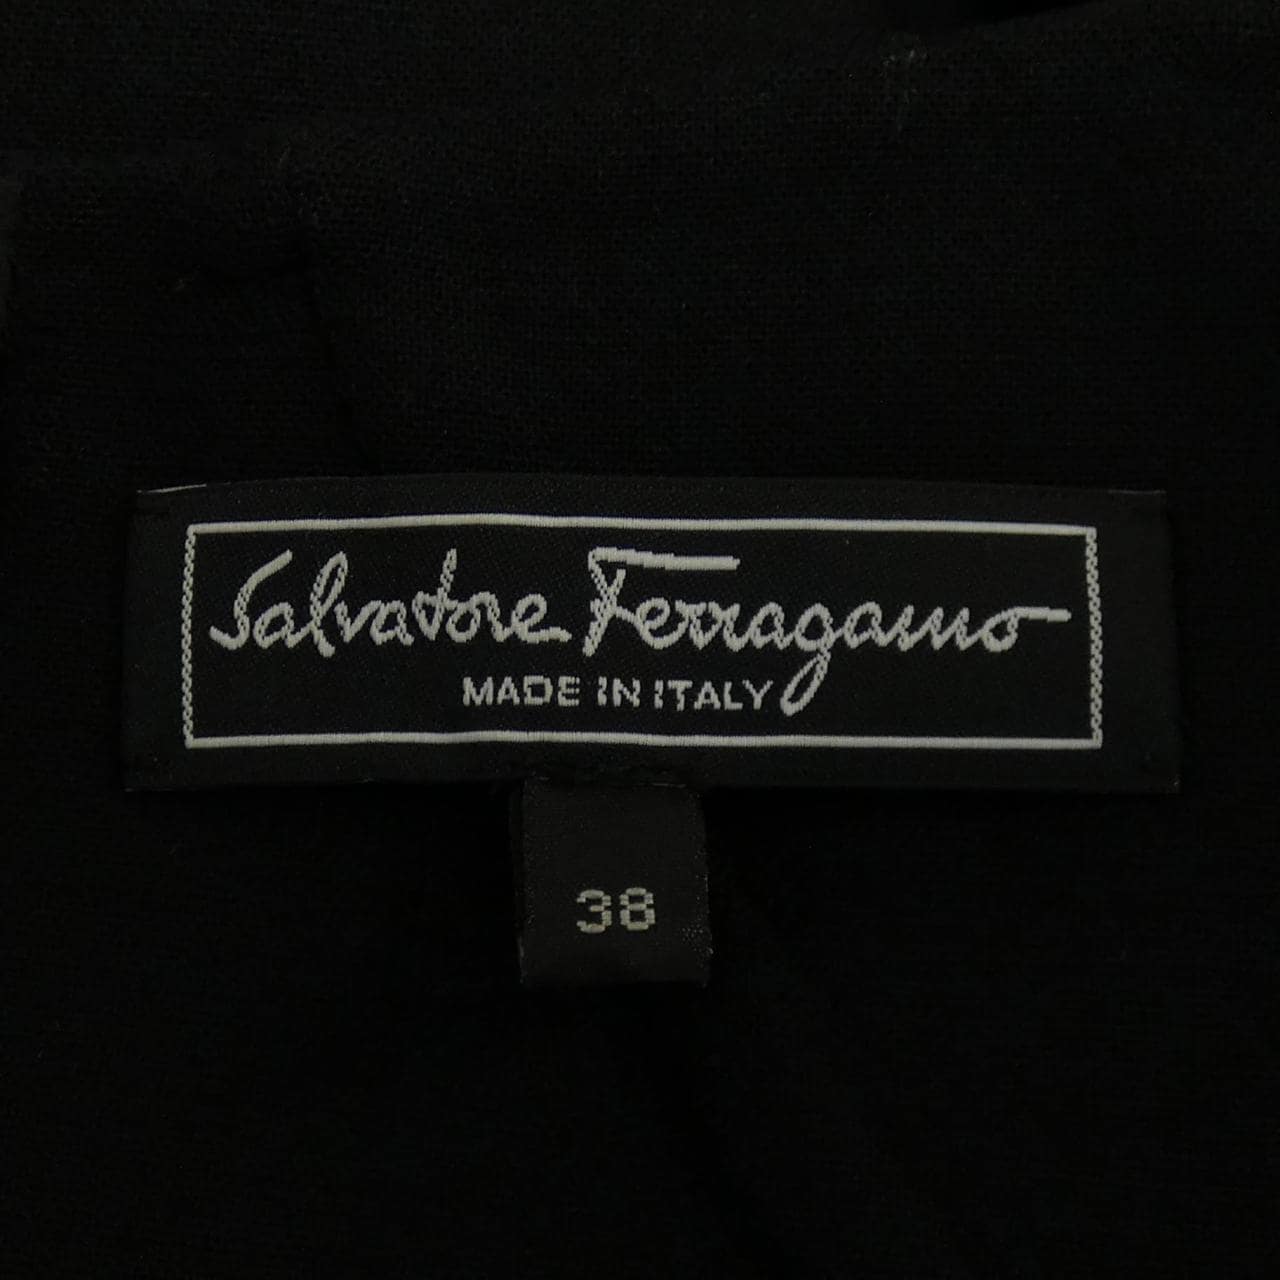 Salvatore Ferragamo
MADE IN ITALY
38